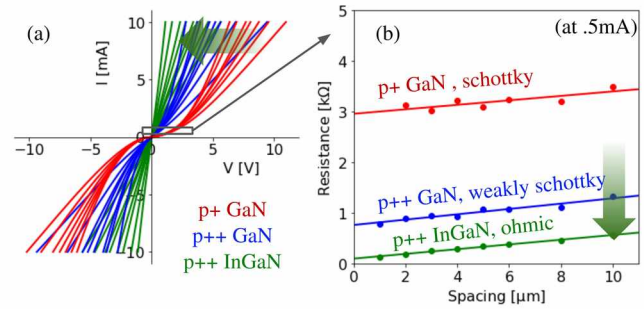 (a)
10
5
0
-5
-10
I [mA]
−10
−5
0
5
10
V [V]
p+ GaN
p++ GaN
p++ InGaN
(b)
(at .5mA)
5
4
3
2
1
0
Resistance [kΩ]
p+ GaN , schottky
p++ GaN, weakly schottky
p++ InGaN, ohmic
0
2
4
6
8
10
Spacing [μm]